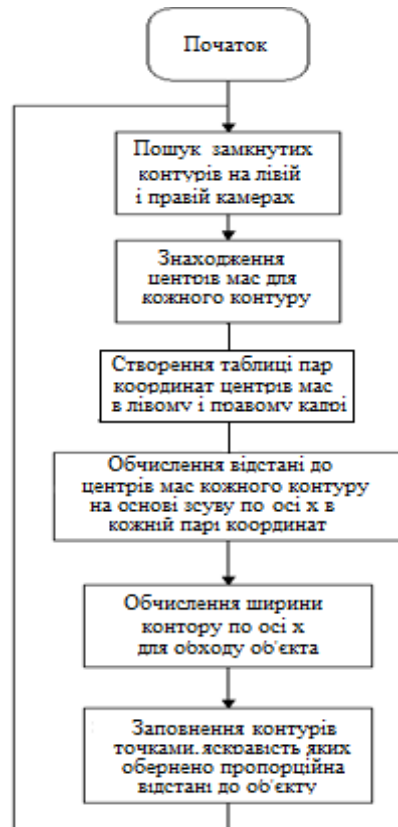 Початок
Пошук замкнутих
контурів на лівій
і правій камерах
Знаходження
центрів мас для
кожного контуру
Створення таблиці пар
координат центрів мас
в лівому і правому кадрі
Обчислення відстані до
центрів мас кожного контуру
на основі зсуву по осі х в
кожній парі координат
Обчислення ширини
контору по осі х
для обходу об'єкта
Заповнення контурів
точками, яскравість яких
обернено пропорційна
відстані до об'єкту